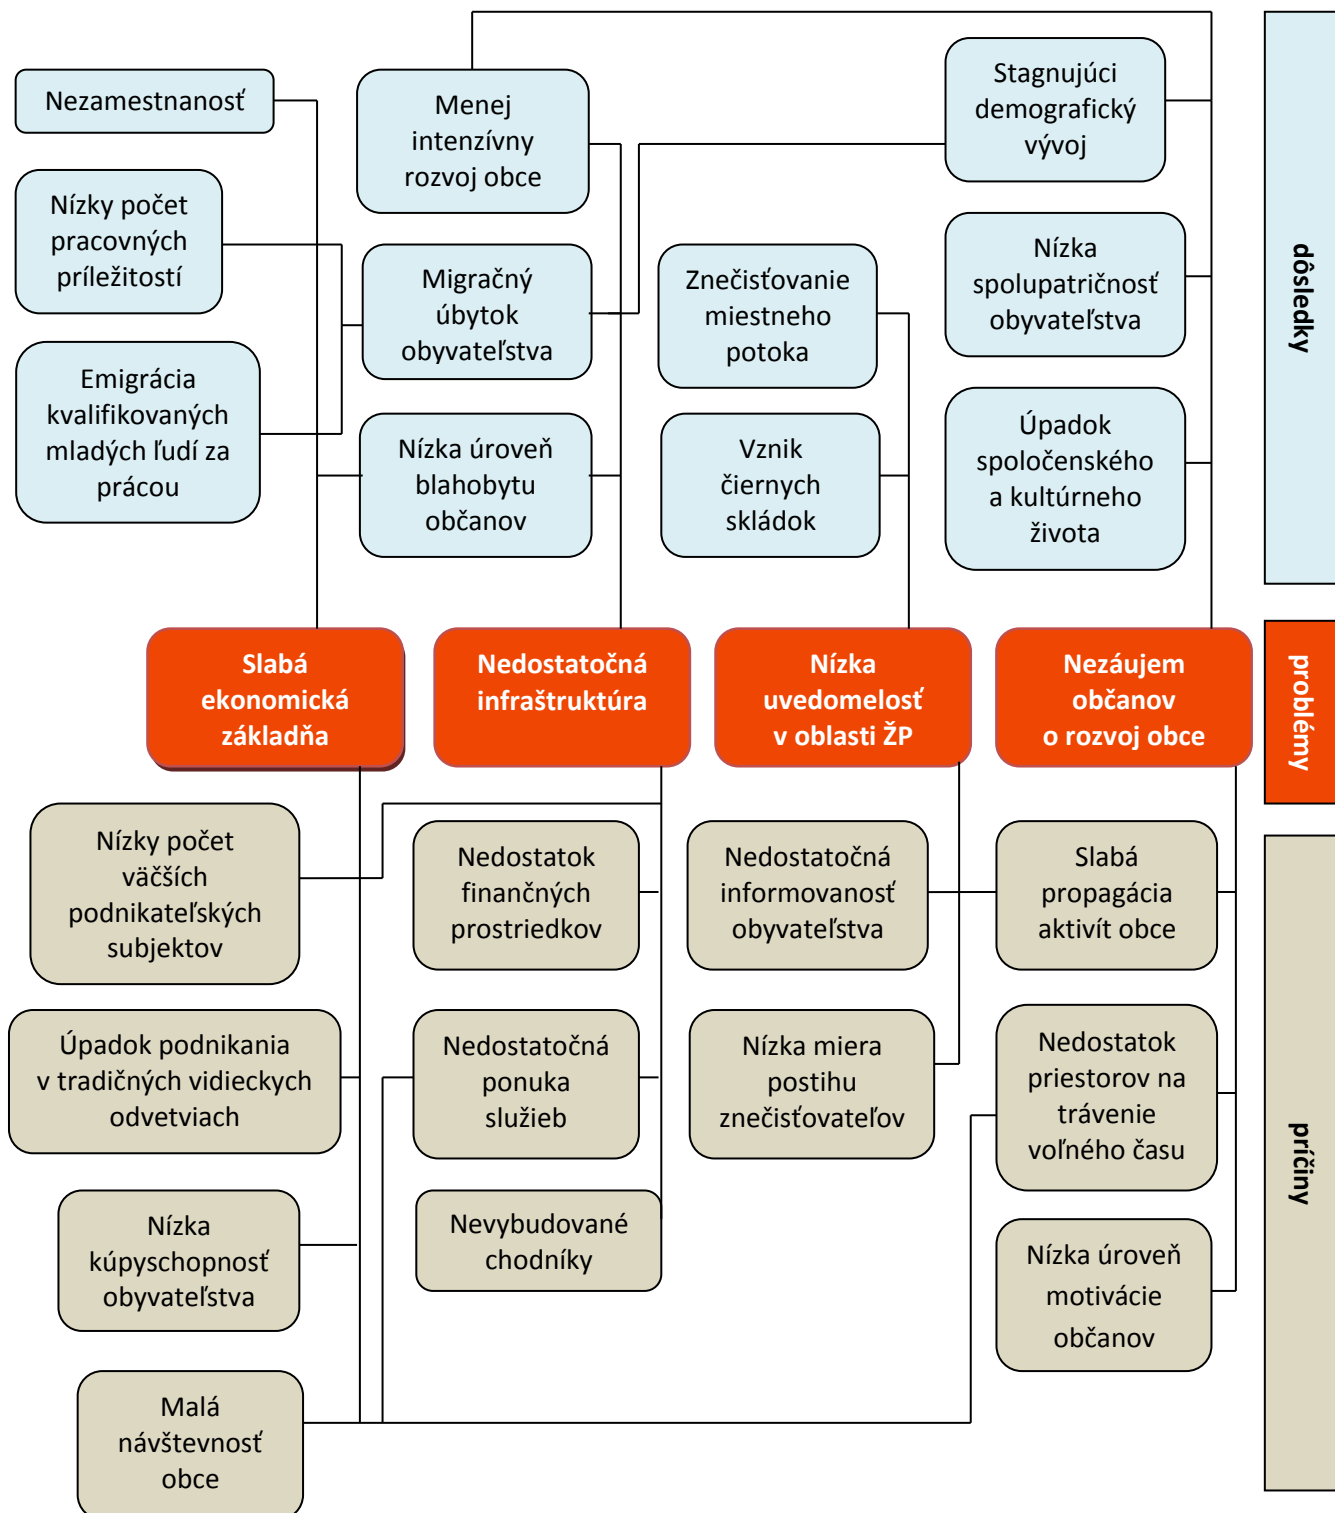 Nezamestnanosť
Menej
intenzívny
rozvoj obce
Stagnujúci
demografický
vývoj
Nízky počet
pracovných
príležitostí
Migračný
úbytok
obyvateľstva
Znečisťovanie
miestneho
potoka
Nízka
spolupatričnosť
obyvateľstva
Emigrácia
kvalifikovaných
mladých ľudí za
prácou
Nízka úroveň
blahobytu
občanov
Vznik
čiernych
skládok
Úpadok
spoločenského
a kultúrneho
života
dôsledky
Slabá
ekonomická
základňa
Nedostatočná
infraštruktúra
Nízka
uvedomelosť
v oblasti ŽP
Nezáujem
občanov
o rozvoj obce
problémy
Nízky počet
väčších
podnikateľských
subjektov
Nedostatok
finančných
prostriedkov
Nedostatočná
informovanosť
obyvateľstva
Slabá
propagácia
aktivít obce
Úpadok podnikania
v tradičných vidieckych
odvetviach
Nedostatočná
ponuka
služieb
Nízka miera
postihu
znečisťovateľov
Nedostatok
priestorov na
trávenie
voľného času
Nízka
kúpyschopnosť
obyvateľstva
Nevybudované
chodníky
Nízka úroveň
motivácie
občanov
Malá
návštevnosť
obce
príčiny